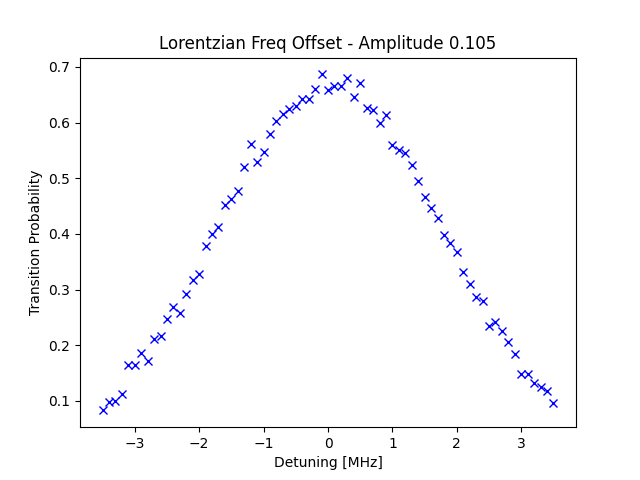 Lorentzian Freq Offset - Amplitude 0.105
Transition Probability
0.7
0.6
0.5
0.4
0.3
0.2
0.1
−3 −2 −1 0 1 2 3
Detuning [MHz]